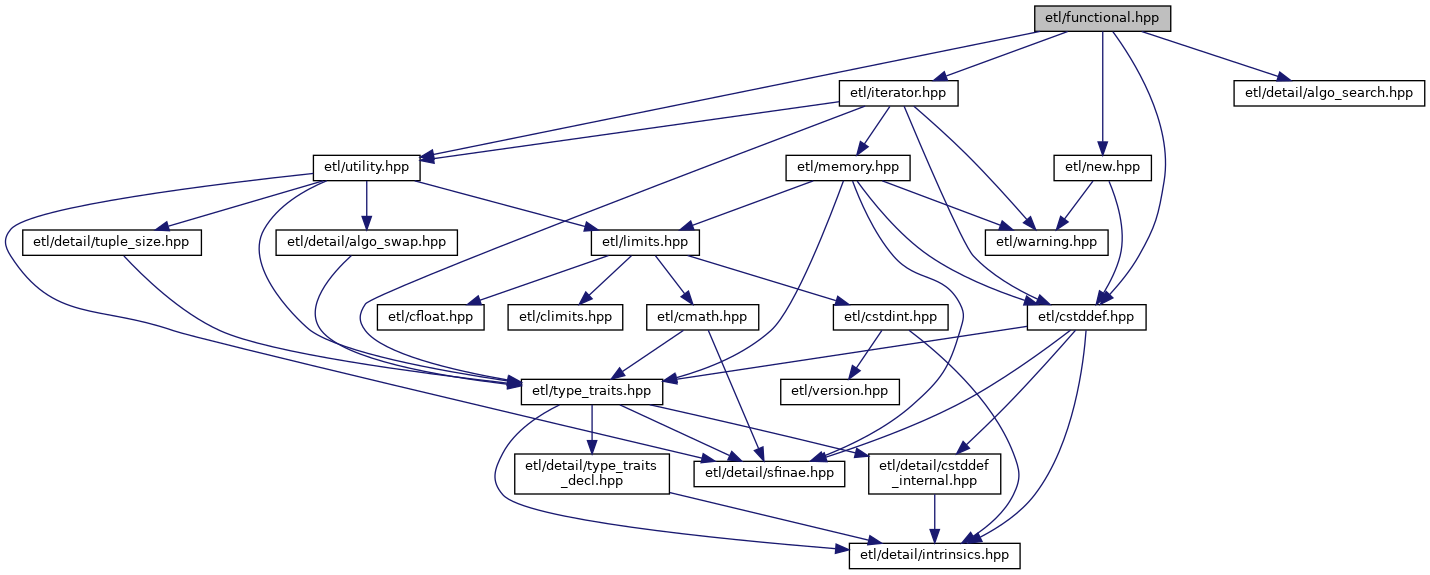 etl/functional.hpp
etl/iterator.hpp
etl/detail/algo_search.hpp
etl/utility.hpp
etl/memory.hpp
etl/new.hpp
etl/detail/tuple_size.hpp
etl/detail/algo_swap.hpp
etl/limits.hpp
etl/warning.hpp
etl/cfloat.hpp
etl/climits.hpp
etl/cmath.hpp
etl/cstdint.hpp
etl/cstddef.hpp
etl/type_traits.hpp
etl/version.hpp
etl/detail/type_traits
_decl.hpp
etl/detail/sfinae.hpp
etl/detail/cstddef
_internal.hpp
etl/detail/intrinsics.hpp